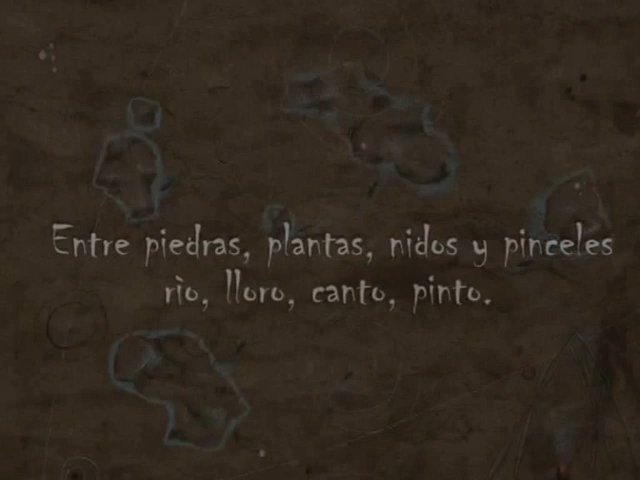 Entre piedras, plantas, nidos y pinceles
rìo, lloro, canto, pinto.